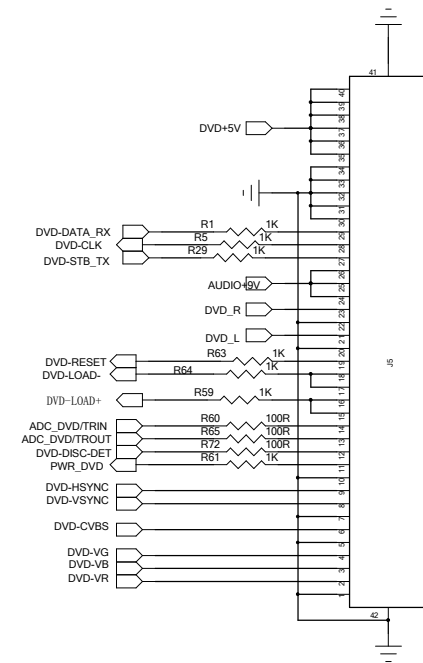 41
40
39
38
DVD+5V
37
36
35
34
33
32
31
30
DVD-DATA_RX R1 1K
29
DVD-CLK R5 1K
28
DVD-STB_TX R29 1K
27
26
AUDIO+9V
25
24
DVD_R
23
22
DVD_L
21
20
DVD-RESET R63 1K
19
DVD-LOAD- R64 1K
18
17
DVD-LOAD+ R59 1K
16
15
ADC_DVD/TRIN R60 100R
14
ADC_DVD/TROUT R65 100R
13
DVD-DISC-DET R72 100R
12
PWR_DVD R61 1K
11
10
DVD-HSYNC
9
DVD-VSYNC
8
7
DVD-CVBS
6
5
DVD-VG
4
DVD-VB
3
DVD-VR
2
1
42
J5